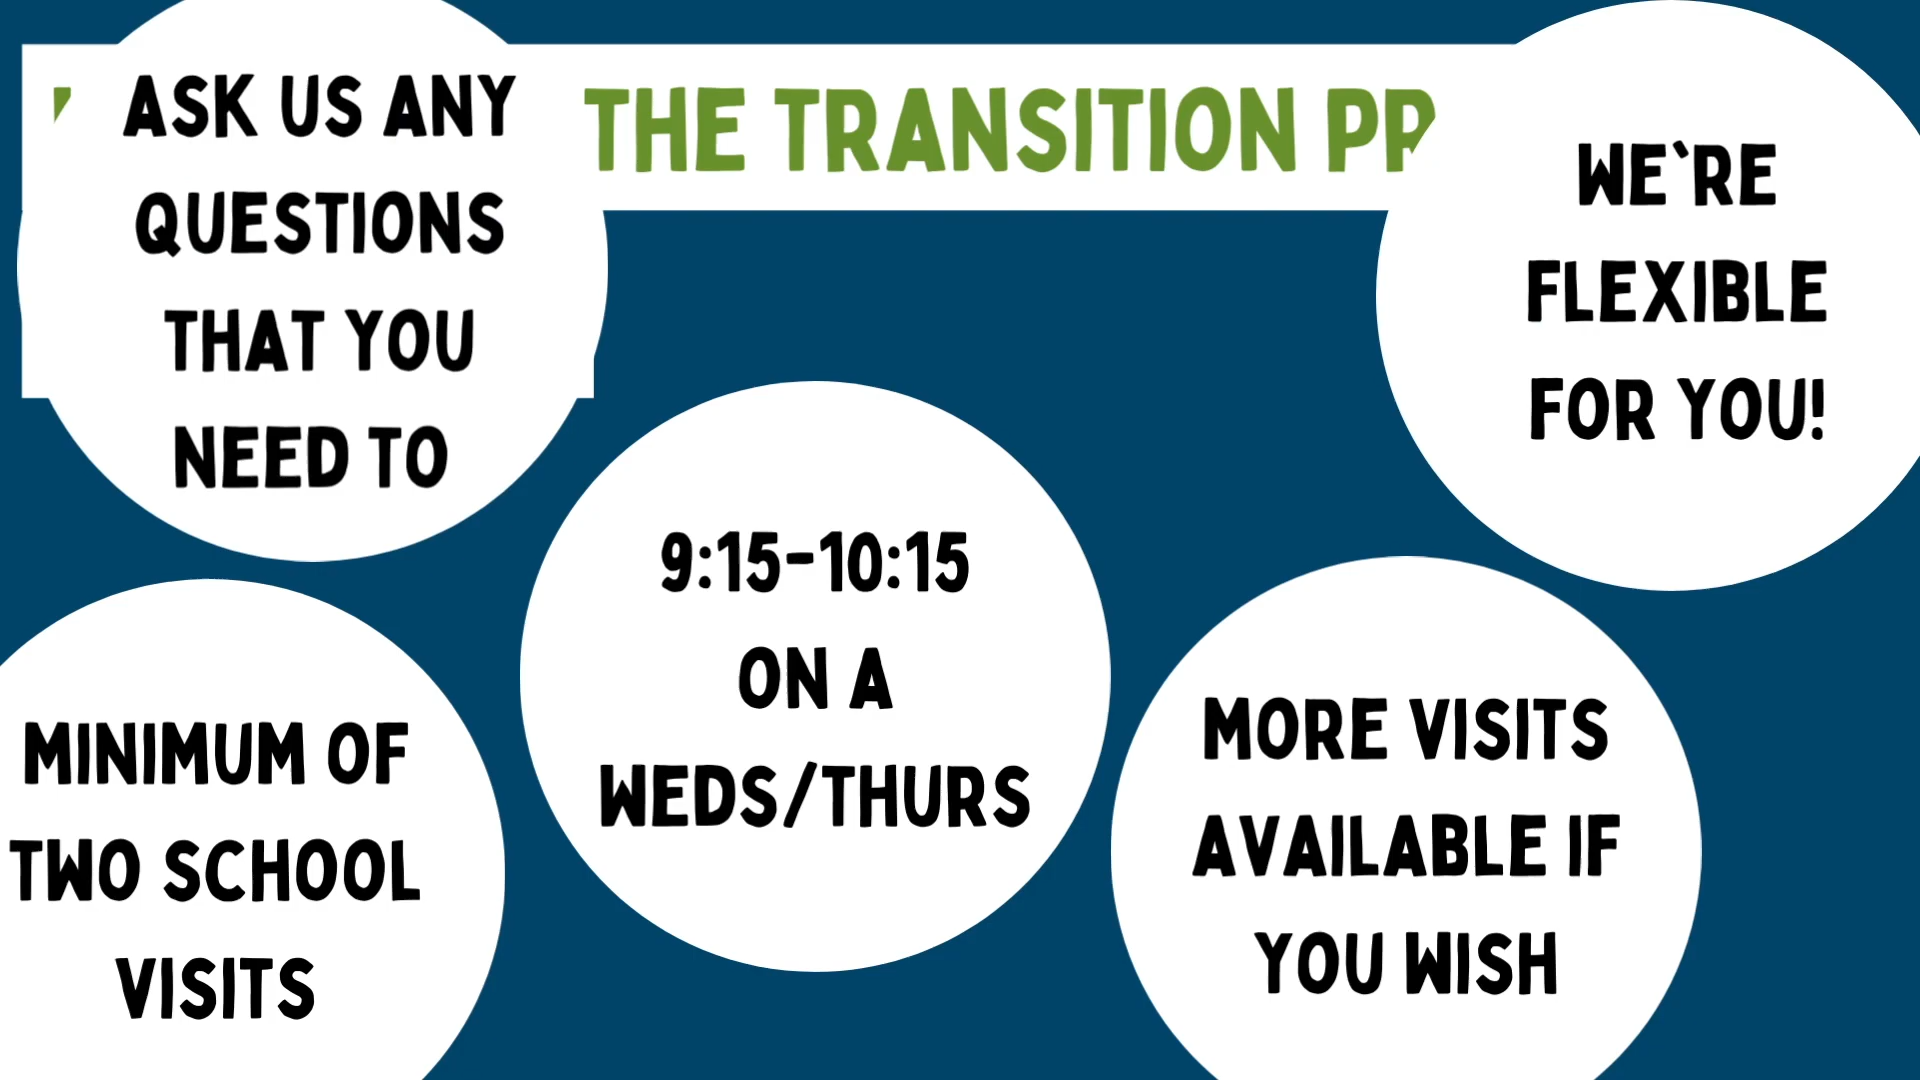 THE TRANSITION
ASK US ANY
QUESTIONS
THAT YOU
NEED TO
WE`RE
FLEXIBLE
FOR YOU!
9:15-10:15
ON A
WEDS/THURS
MINIMUM OF
TWO SCHOOL
VISITS
MORE VISITS
AVAILABLE IF
YOU WISH